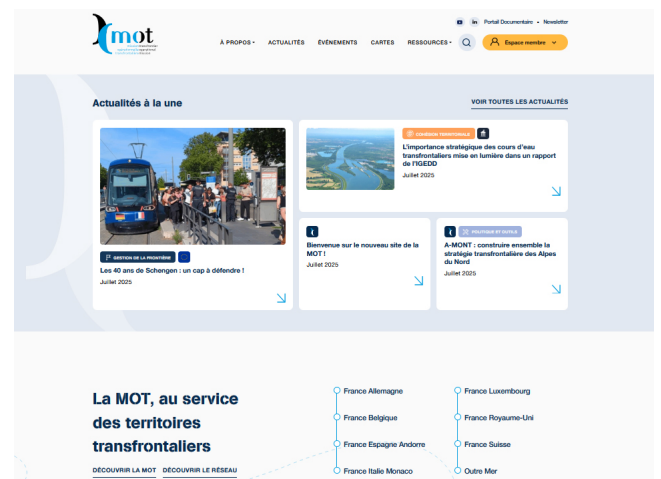 Portail Documentaire • Newsletter
mot
À PROPOS
ACTUALITÉS
ÉVÉNEMENTS
CARTES
RESSOURCES
Espace membre
Actualités à la une
VOIR TOUTES LES ACTUALITÉS
GESTION DE LA FRONTIÈRE
Les 40 ans de Schengen : un cap à défendre !
Juillet 2025
COHÉSION TERRITORIALE
L'importance stratégique des cours d'eau
transfrontaliers mise en lumière dans un rapport
de l'IGEDD
Juillet 2025
Bienvenue sur le nouveau site de la
MOT !
Juillet 2025
POLITIQUE ET OUTILS
A-MONT : construire ensemble la
stratégie transfrontalière des Alpes
du Nord
Juillet 2025
La MOT, au service
des territoires
transfrontaliers
DÉCOUVRIR LA MOT
DÉCOUVRIR LE RÉSEAU
France Allemagne
France Belgique
France Espagne Andorre
France Italie Monaco
France Luxembourg
France Royaume-Uni
France Suisse
Outre Mer